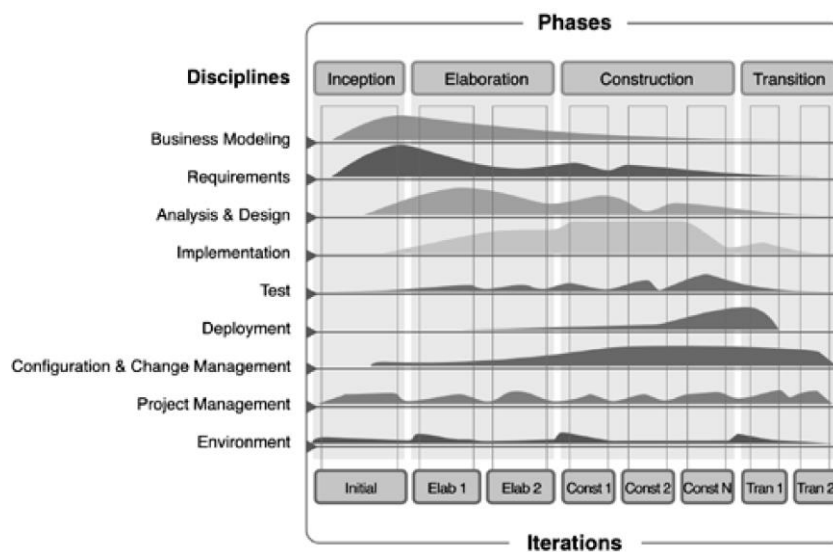 Phases
Disciplines
Inception
Elaboration
Construction
Transition
Business Modeling
Requirements
Analysis & Design
Implementation
Test
Deployment
Configuration & Change Management
Project Management
Environment
Initial
Elab 1
Elab 2
Const 1
Const 2
Const N
Tran 1
Tran 2
Iterations